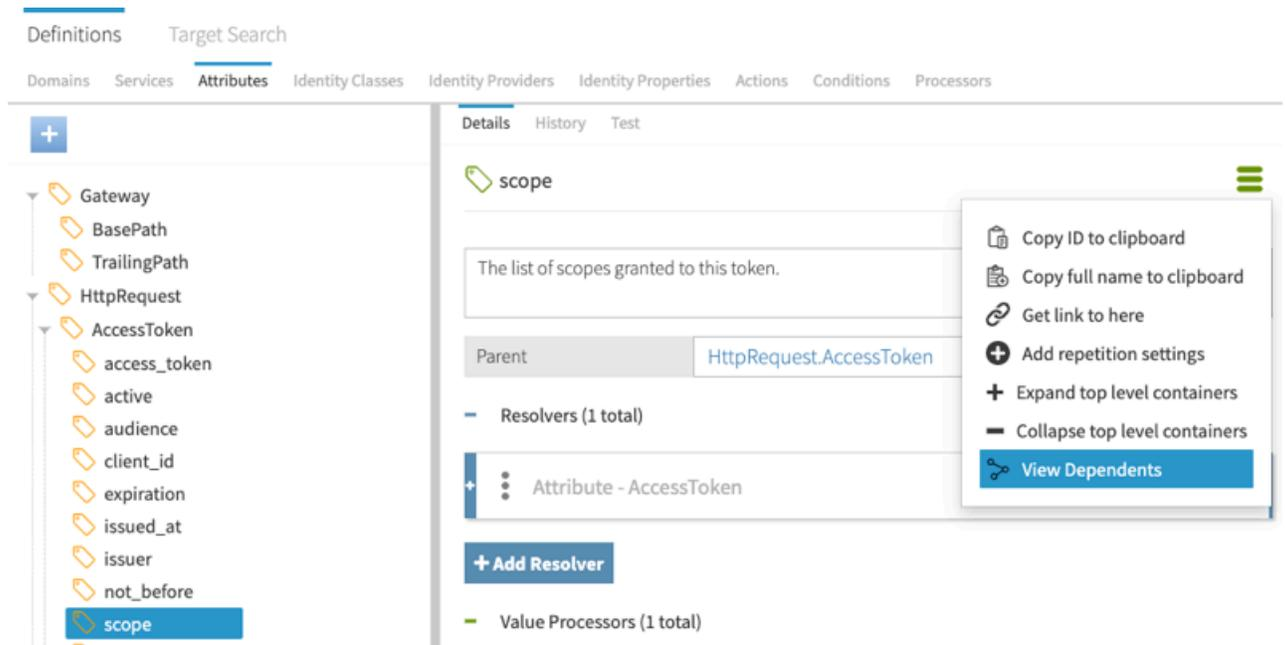 Definitions Target Search
Domains Services Attributes Identity Classes Identity Providers Identity Properties Actions Conditions Processors
+
Gateway
BasePath
TrailingPath
HttpRequest
AccessToken
access_token
active
audience
client_id
expiration
issued_at
issuer
not_before
scope
Details History Test
scope
The list of scopes granted to this token.
Parent HttpRequest.AccessToken
Resolvers (1 total)
Attribute - AccessToken
+ Add Resolver
Value Processors (1 total)
Copy ID to clipboard
Copy full name to clipboard
Get link to here
Add repetition settings
Expand top level containers
Collapse top level containers
View Dependents